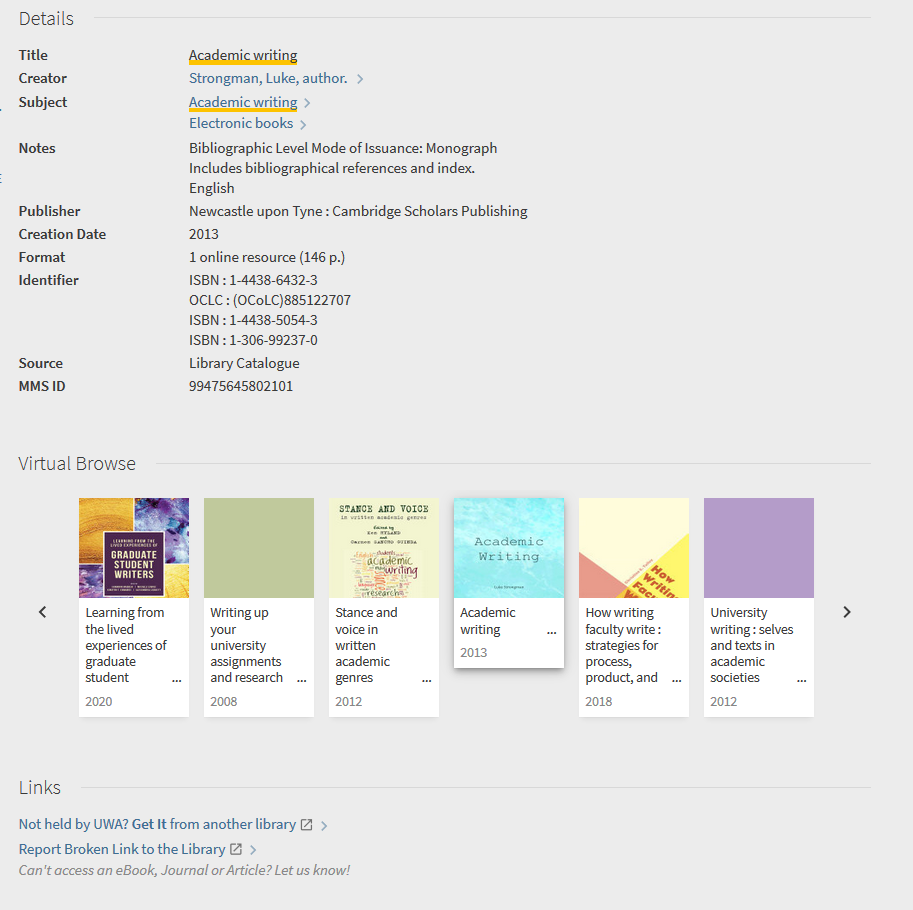 Details
Title Academic writing
Creator Strongman, Luke, author.
Subject Academic writing
Electronic books
Notes Bibliographic Level Mode of Issuance: Monograph
Includes bibliographical references and index.
English
Publisher Newcastle upon Tyne : Cambridge Scholars Publishing
Creation Date 2013
Format 1 online resource (146 p.)
Identifier ISBN : 1-4438-6432-3
OCLC : (OCoLC)885122707
ISBN : 1-4438-5054-3
ISBN : 1-306-99237-0
Source Library Catalogue
MMS ID 99475645802101
Virtual Browse
LEARNING FROM THE
LIVED EXPERIENCES OF
GRADUATE
STUDENT
WRITERS
Learning from
the lived
experiences of
graduate
student ...
2020
Writing up
your
university
assignments
and research ...
2008
STANCE AND VOICE
in written academic genres
Edited by
Ken HYLAND
and
Carmen SANCHO GUINDA
academic
writing
research
Stance and
voice in
written
academic
genres ...
2012
Academic
Writing
Luke Strongman
Academic
writing ...
2013
How
Writing
Faculty
How writing
faculty write :
strategies for
process,
product, and ...
2018
University
writing : selves
and texts in
academic
societies ...
2012
Links
Not held by UWA? Get It from another library
Report Broken Link to the Library
Can't access an eBook, Journal or Article? Let us know!